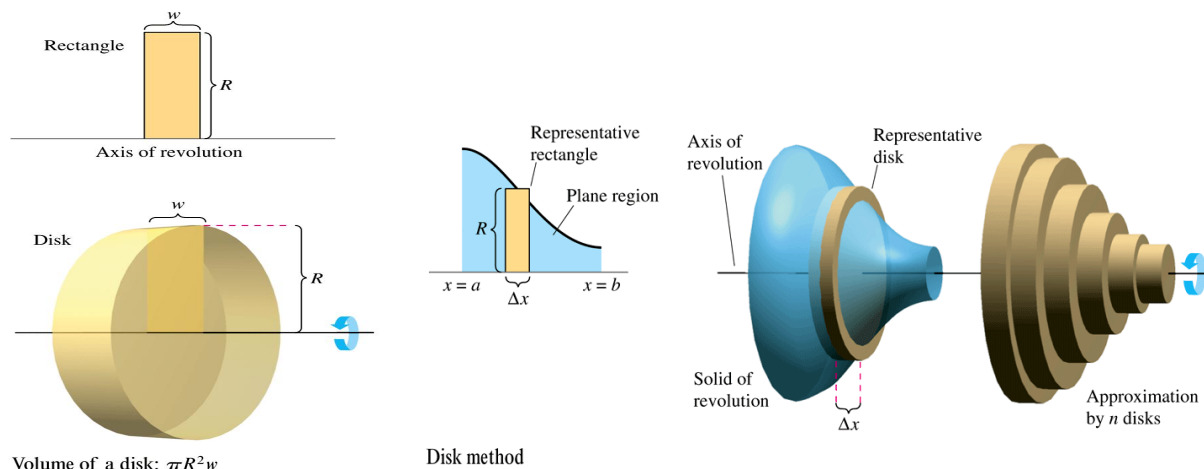 w
Rectangle
R
Axis of revolution
w
Disk
R
Volume of a disk: πR²w
Representative
rectangle
Plane region
R
x = a
Δx
x = b
Disk method
Axis of
revolution
Representative
disk
Solid of
revolution
Δx
Approximation
by n disks